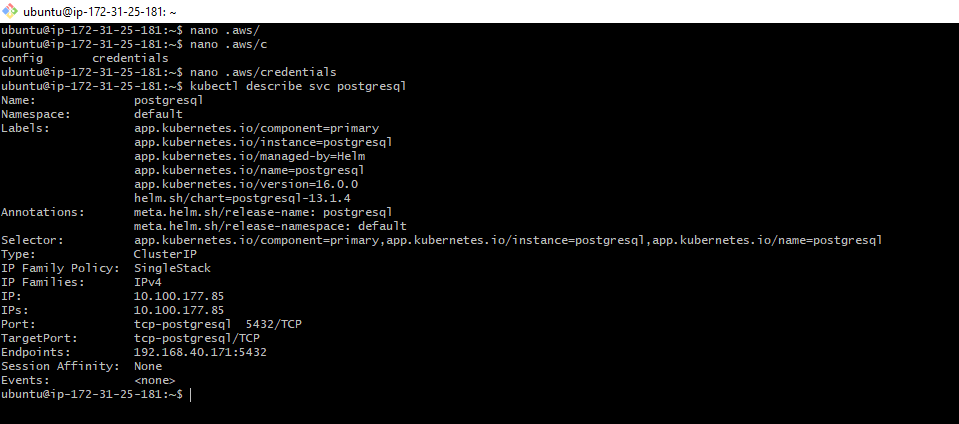 ubuntu@ip-172-31-25-181: ~
ubuntu@ip-172-31-25-181:~$ nano .aws/
ubuntu@ip-172-31-25-181:~$ nano .aws/c
config       credentials
ubuntu@ip-172-31-25-181:~$ nano .aws/credentials
ubuntu@ip-172-31-25-181:~$ kubectl describe svc postgresql
Name:              postgresql
Namespace:         default
Labels:            app.kubernetes.io/component=primary
                   app.kubernetes.io/instance=postgresql
                   app.kubernetes.io/managed-by=Helm
                   app.kubernetes.io/name=postgresql
                   app.kubernetes.io/version=16.0.0
                   helm.sh/chart=postgresql-13.1.4
Annotations:       meta.helm.sh/release-name: postgresql
                   meta.helm.sh/release-namespace: default
Selector:          app.kubernetes.io/component=primary,app.kubernetes.io/instance=postgresql,app.kubernetes.io/name=postgresql
Type:              ClusterIP
IP Family Policy:  SingleStack
IP Families:       IPv4
IP:                10.100.177.85
IPs:               10.100.177.85
Port:              tcp-postgresql  5432/TCP
TargetPort:        tcp-postgresql/TCP
Endpoints:         192.168.40.171:5432
Session Affinity:  None
Events:            <none>
ubuntu@ip-172-31-25-181:~$